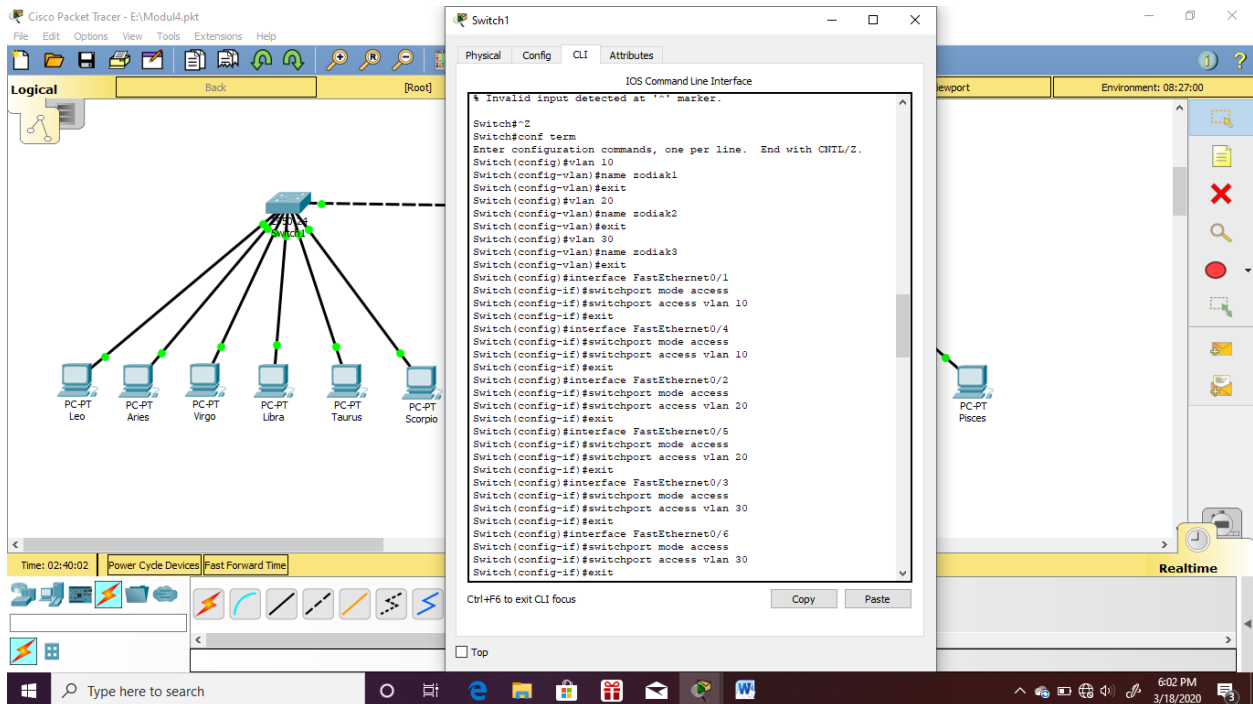 Cisco Packet Tracer - E:\Modul4.pkt
File Edit Options View Tools Extensions Help
Logical
Back
[Root]
ewport
Environment: 08:27:00
Switch1
PC-PT
Leo
PC-PT
Aries
PC-PT
Virgo
PC-PT
Libra
PC-PT
Taurus
PC-PT
Scorpio
PC-PT
Pisces
Switch1
Physical Config CLI Attributes
IOS Command Line Interface
% Invalid input detected at '^' marker.
Switch#^Z
Switch#conf term
Enter configuration commands, one per line. End with CNTL/Z.
Switch(config)#vlan 10
Switch(config-vlan)#name zodiak1
Switch(config-vlan)#exit
Switch(config)#vlan 20
Switch(config-vlan)#name zodiak2
Switch(config-vlan)#exit
Switch(config)#vlan 30
Switch(config-vlan)#name zodiak3
Switch(config-vlan)#exit
Switch(config)#interface FastEthernet0/1
Switch(config-if)#switchport mode access
Switch(config-if)#switchport access vlan 10
Switch(config-if)#exit
Switch(config)#interface FastEthernet0/4
Switch(config-if)#switchport mode access
Switch(config-if)#switchport access vlan 10
Switch(config-if)#exit
Switch(config)#interface FastEthernet0/2
Switch(config-if)#switchport mode access
Switch(config-if)#switchport access vlan 20
Switch(config-if)#exit
Switch(config)#interface FastEthernet0/5
Switch(config-if)#switchport mode access
Switch(config-if)#switchport access vlan 20
Switch(config-if)#exit
Switch(config)#interface FastEthernet0/3
Switch(config-if)#switchport mode access
Switch(config-if)#switchport access vlan 30
Switch(config-if)#exit
Switch(config)#interface FastEthernet0/6
Switch(config-if)#switchport mode access
Switch(config-if)#switchport access vlan 30
Switch(config-if)#exit
Ctrl+F6 to exit CLI focus
Copy
Paste
Top
Time: 02:40:02
Power Cycle Devices
Fast Forward Time
Realtime
Type here to search
6:02 PM
3/18/2020